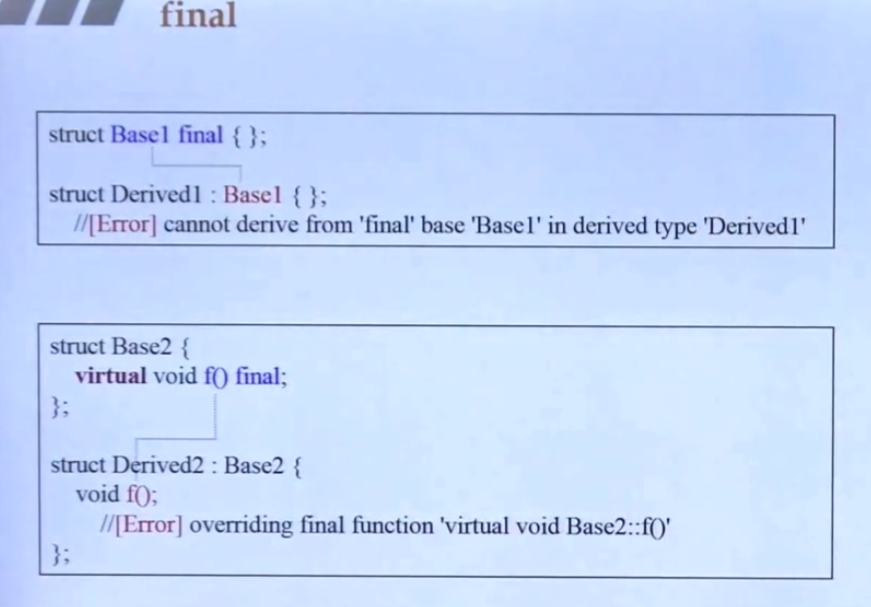 final
struct Base1 final { };
struct Derived1 : Base1 { };
//[Error] cannot derive from 'final' base 'Base1' in derived type 'Derived1'
struct Base2 {
virtual void f() final;
};
struct Derived2 : Base2 {
void f();
//[Error] overriding final function 'virtual void Base2::f()'
};